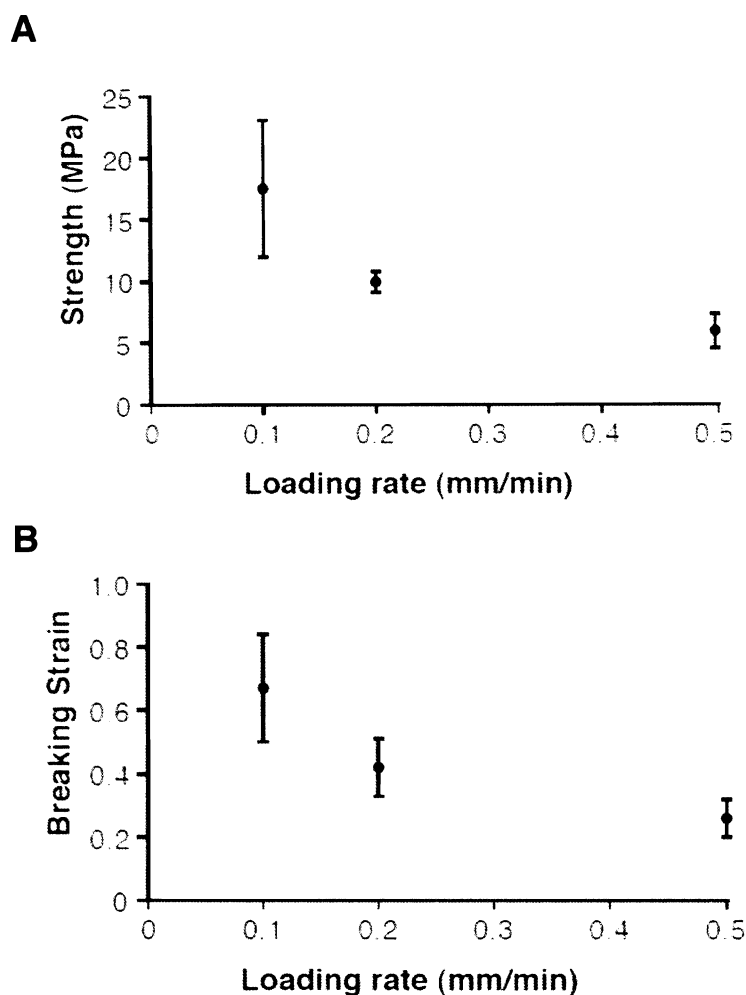 A
Strength (MPa)
25
20
15
10
5
0
0 0.1 0.2 0.3 0.4 0.5
Loading rate (mm/min)
B
Breaking Strain
1.0
0.8
0.6
0.4
0.2
0
0 0.1 0.2 0.3 0.4 0.5
Loading rate (mm/min)